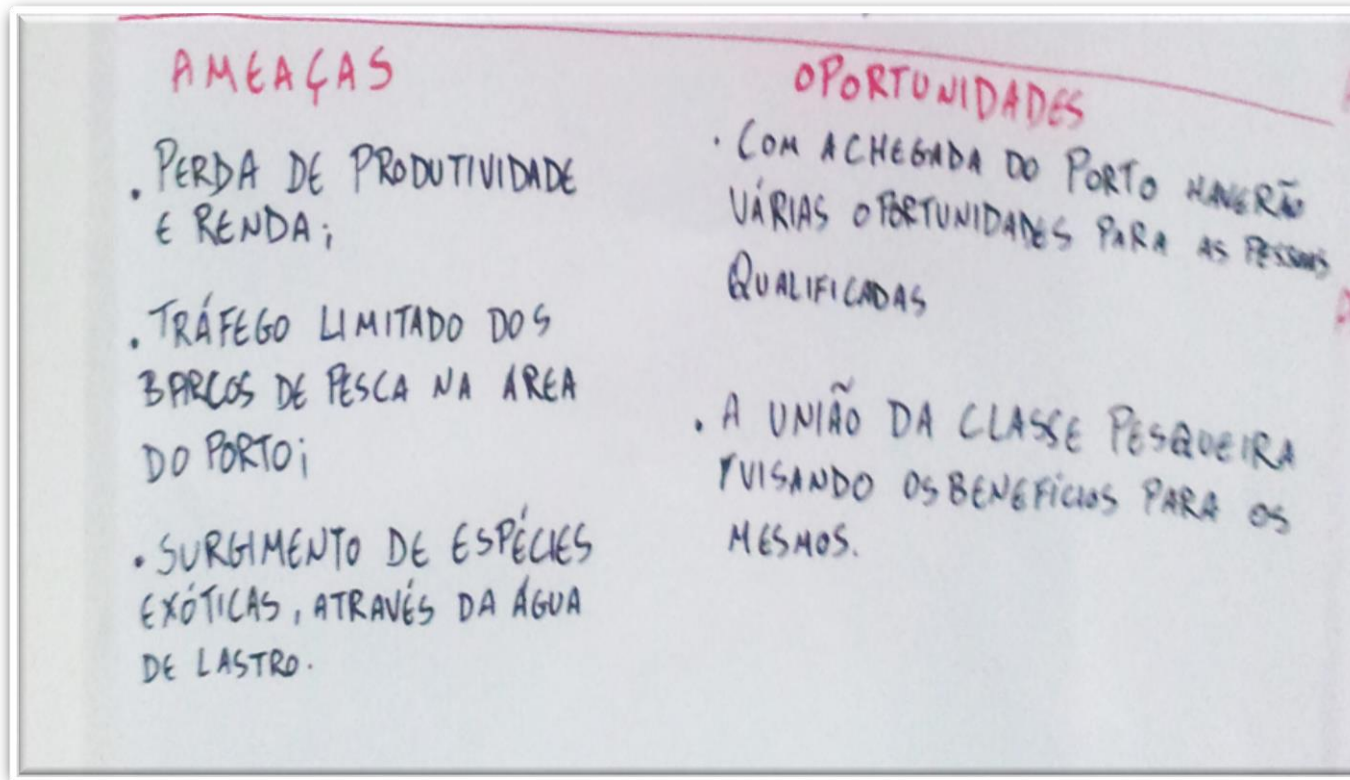 AMEAÇAS
. PERDA DE PRODUTIVIDADE
E RENDA;
. TRÁFEGO LIMITADO DOS
BARCOS DE PESCA NA ÁREA
DO PORTO;
. SURGIMENTO DE ESPÉCIES
EXÓTICAS, ATRAVÉS DA ÁGUA
DE LASTRO.
OPORTUNIDADES
. COM A CHEGADA DO PORTO HAVERÃO
VÁRIAS OPORTUNIDADES PARA AS PESSOAS
QUALIFICADAS
. A UNIÃO DA CLASSE PESQUEIRA
VISANDO OS BENEFÍCIOS PARA OS
MESMOS.